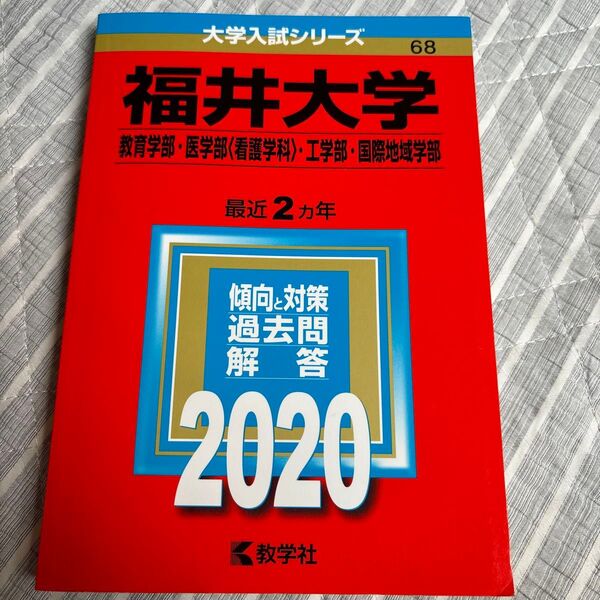 大学入試シリーズ
68
福井大学
教育学部・医学部〈看護学科〉・工学部・国際地域学部
最近2カ年
傾向と対策
過去問
解答
2020
教学社